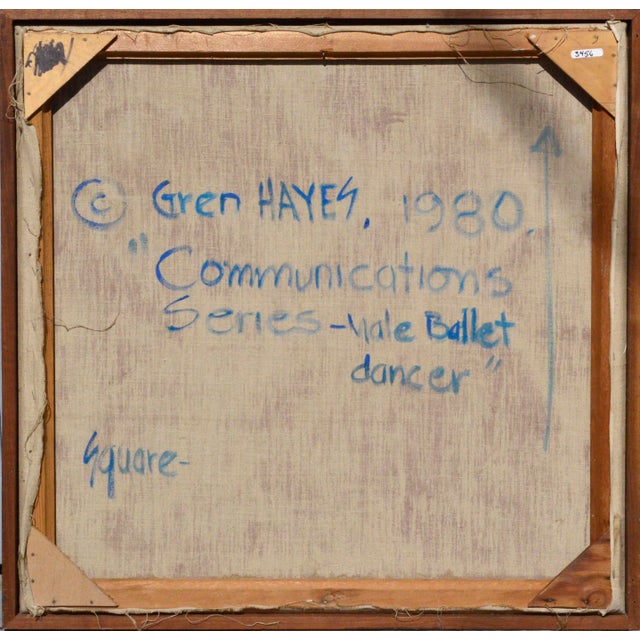 3456
© Gren HAYES, 1980.
"Communications
Series - Male Ballet
dancer"
Square-